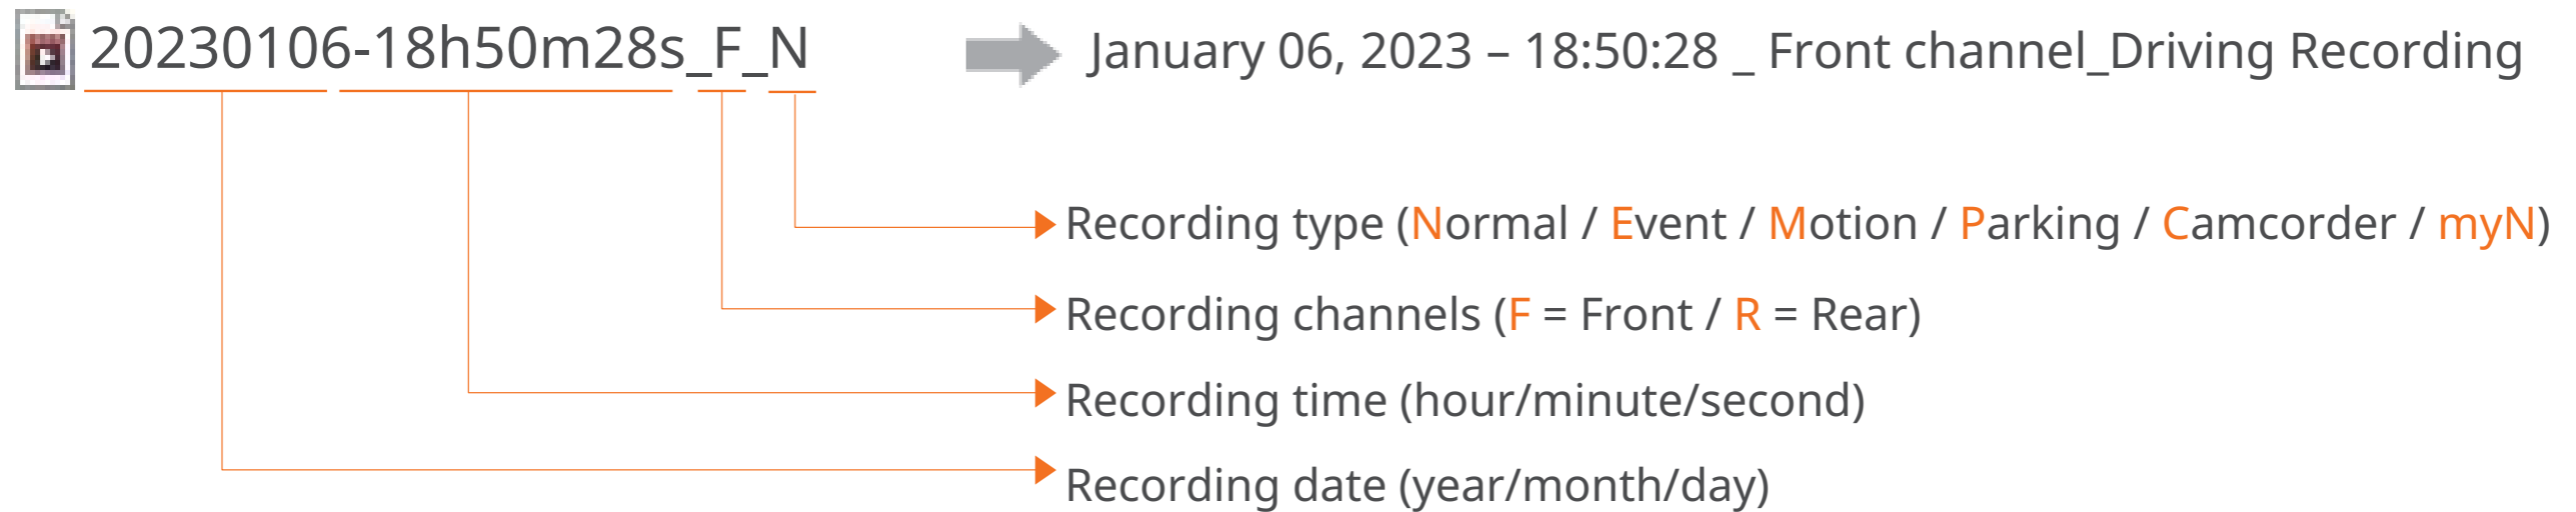 20230106-18h50m28s_F_N
January 06, 2023 – 18:50:28 _ Front channel_Driving Recording
Recording type (Normal / Event / Motion / Parking / Camcorder / myN)
Recording channels (F = Front / R = Rear)
Recording time (hour/minute/second)
Recording date (year/month/day)